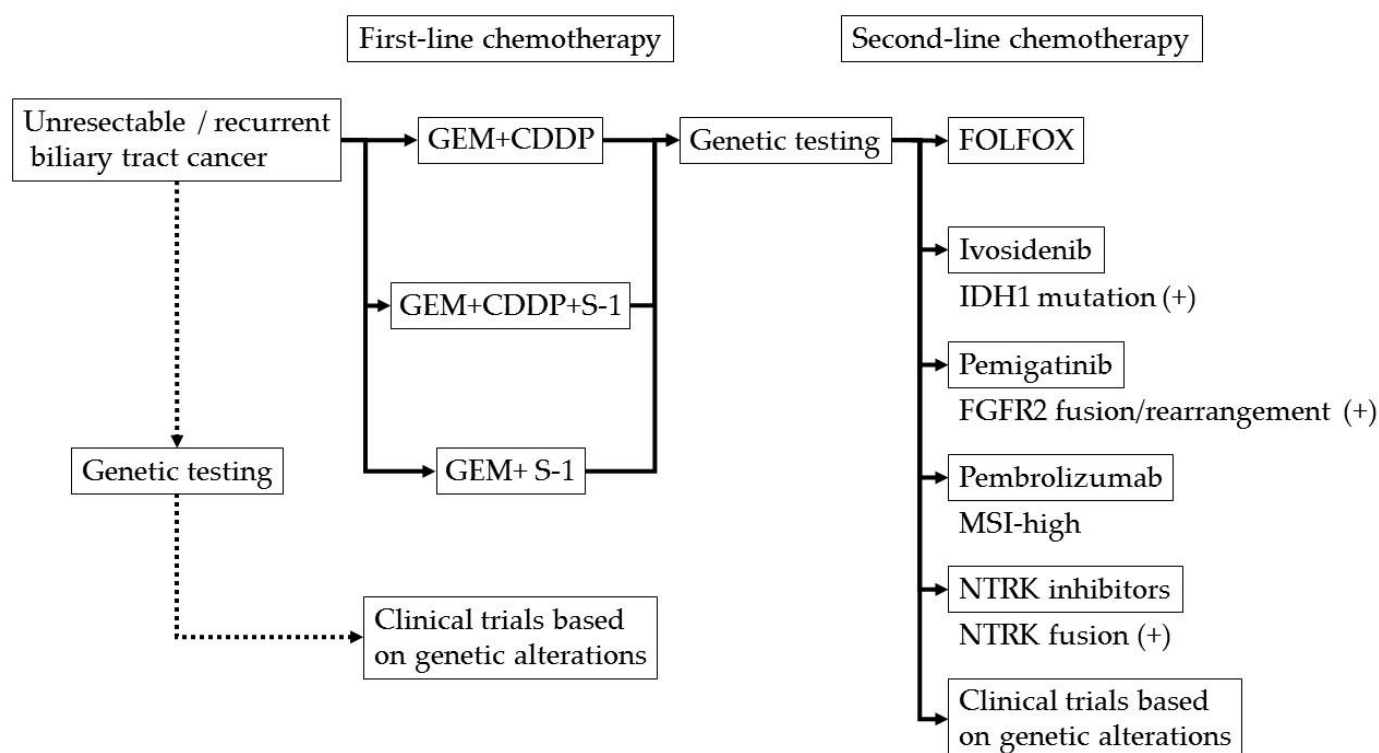 First-line chemotherapy
Second-line chemotherapy
Unresectable / recurrent
biliary tract cancer
GEM+CDDP
Genetic testing
FOLFOX
Ivosidenib
IDH1 mutation (+)
GEM+CDDP+S-1
Pemigatinib
FGFR2 fusion/rearrangement (+)
Genetic testing
GEM+ S-1
Pembrolizumab
MSI-high
NTRK inhibitors
NTRK fusion (+)
Clinical trials based
on genetic alterations
Clinical trials based
on genetic alterations